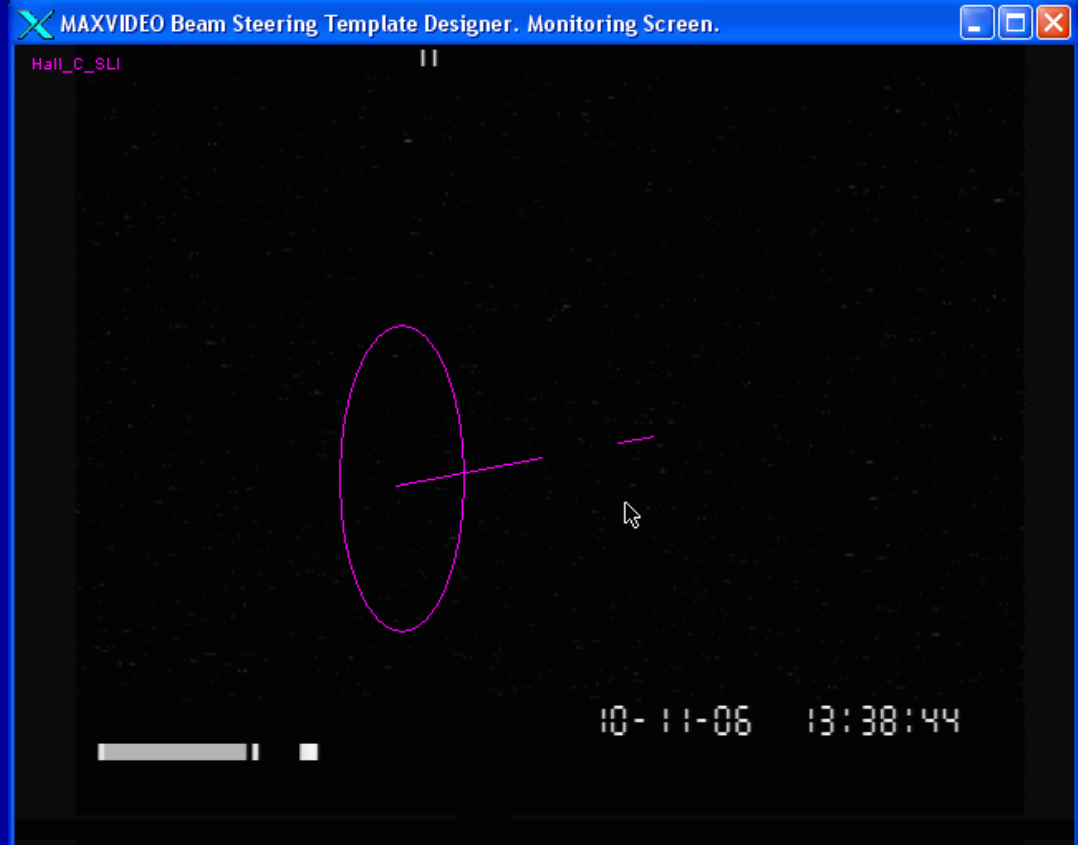 MAXVIDEO Beam Steering Template Designer. Monitoring Screen.
Hall_C_SLI
10-11-06 13:38:44